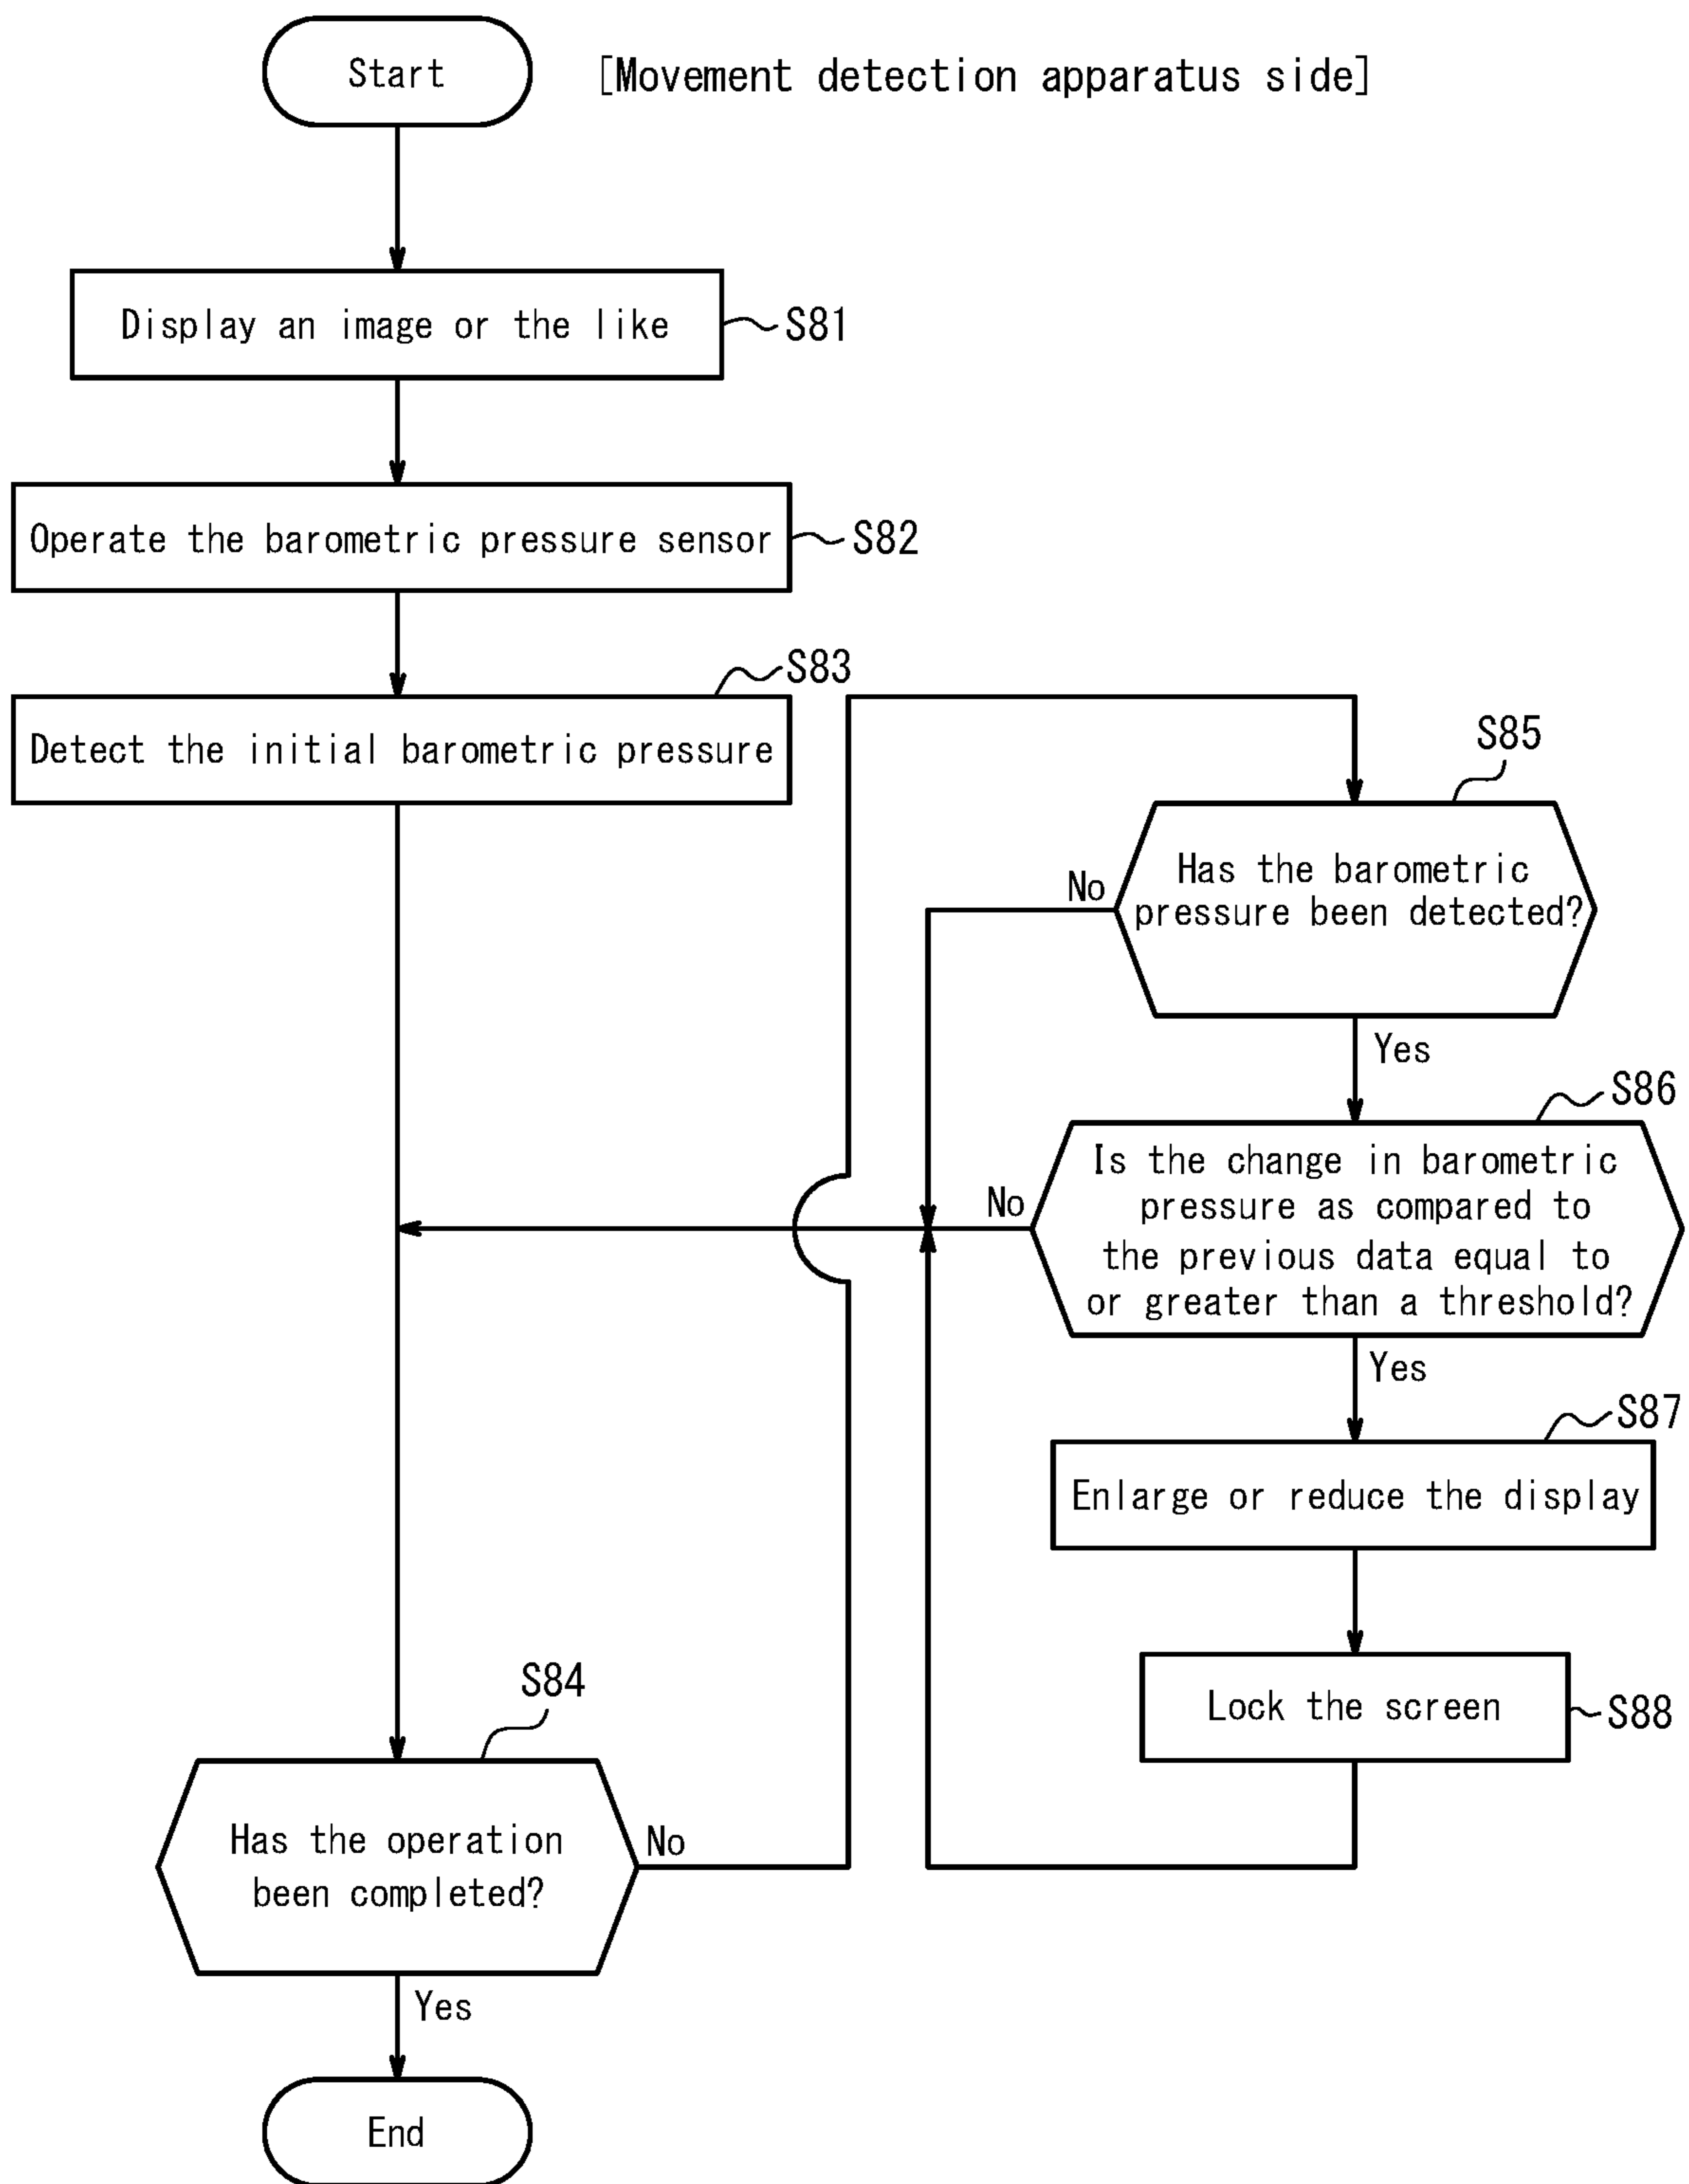 Start
[Movement detection apparatus side]
Display an image or the like
S81
Operate the barometric pressure sensor
S82
S83
Detect the initial barometric pressure
S85
Has the barometric
pressure been detected?
No
Yes
S86
Is the change in barometric
pressure as compared to
the previous data equal to
or greater than a threshold?
No
Yes
S87
Enlarge or reduce the display
Lock the screen
S88
S84
Has the operation
been completed?
No
Yes
End